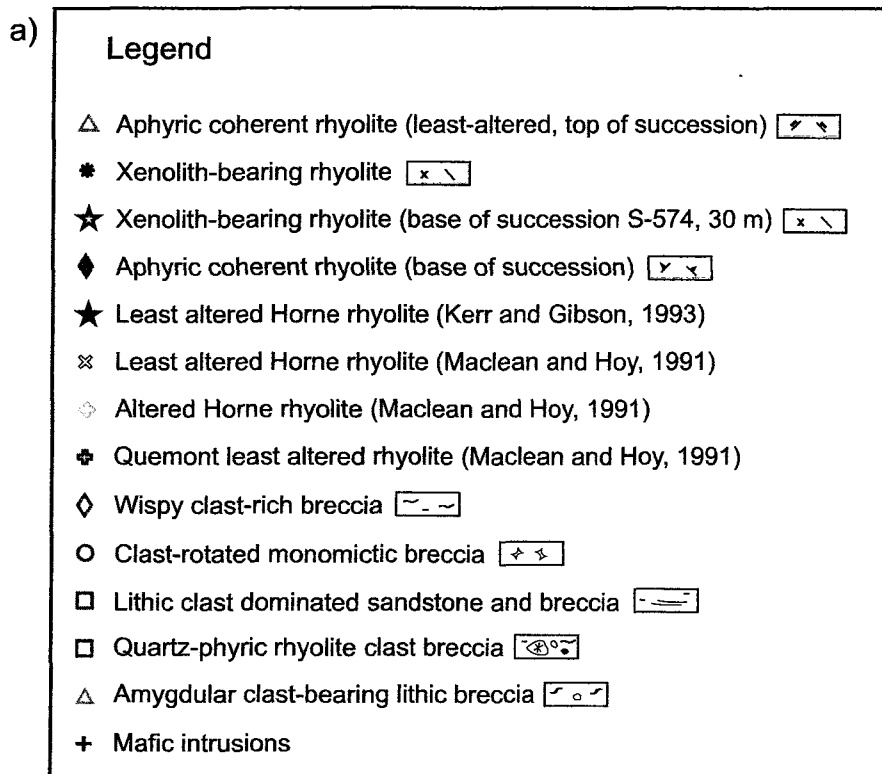 a)
Legend
Aphyric coherent rhyolite (least-altered, top of succession)
Xenolith-bearing rhyolite
Xenolith-bearing rhyolite (base of succession S-574, 30 m)
Aphyric coherent rhyolite (base of succession)
Least altered Horne rhyolite (Kerr and Gibson, 1993)
Least altered Horne rhyolite (Maclean and Hoy, 1991)
Altered Horne rhyolite (Maclean and Hoy, 1991)
Quemont least altered rhyolite (Maclean and Hoy, 1991)
Wispy clast-rich breccia
Clast-rotated monomictic breccia
Lithic clast dominated sandstone and breccia
Quartz-phyric rhyolite clast breccia
Amygdular clast-bearing lithic breccia
Mafic intrusions